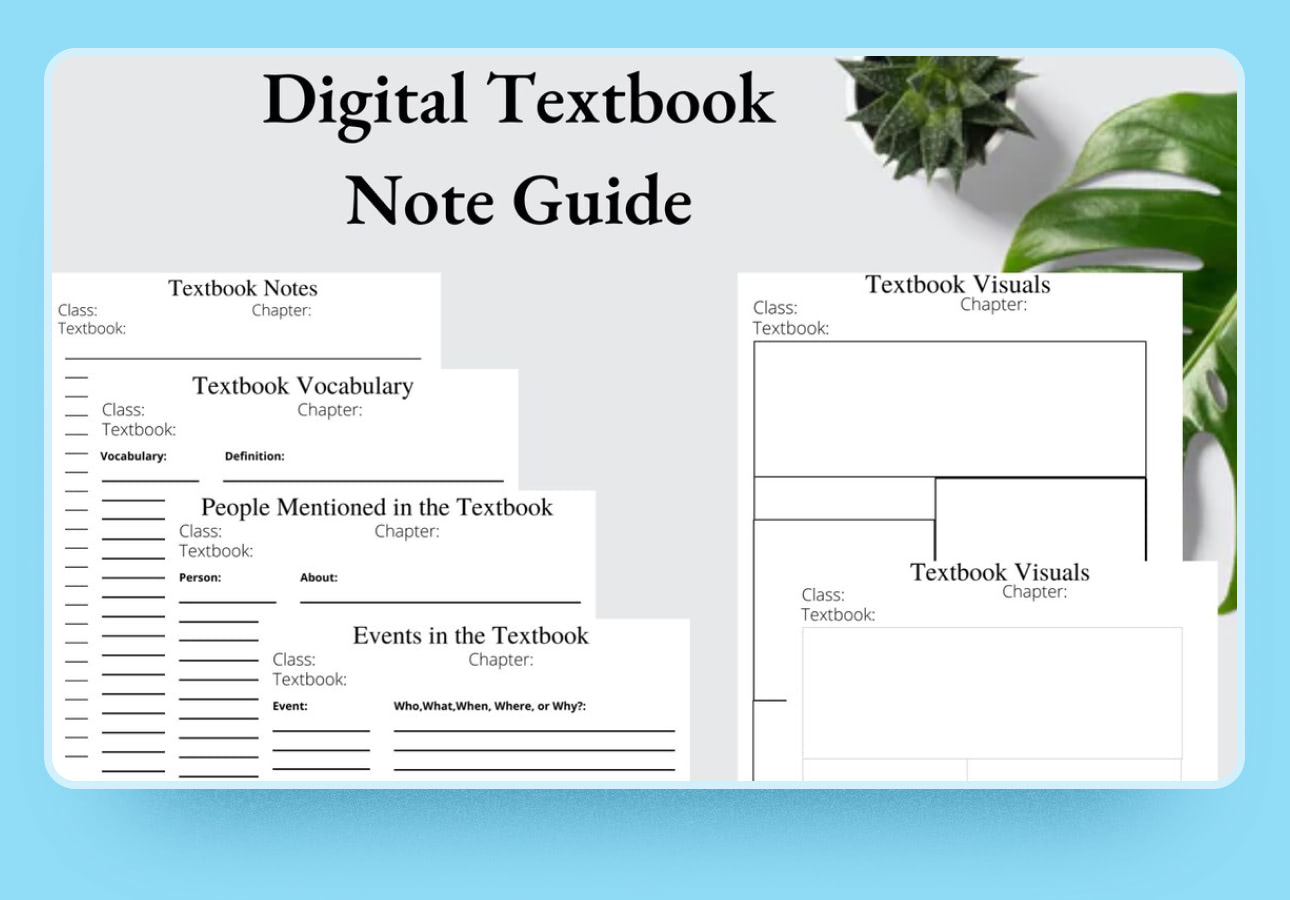 Digital Textbook
Note Guide
Textbook Notes
Class: Chapter:
Textbook:
Textbook Vocabulary
Class: Chapter:
Textbook:
Vocabulary: Definition:
People Mentioned in the Textbook
Class: Chapter:
Textbook:
Person: About:
Events in the Textbook
Class: Chapter:
Textbook:
Event: Who,What,When, Where, or Why?:
Textbook Visuals
Class: Chapter:
Textbook:
Textbook Visuals
Class: Chapter:
Textbook: